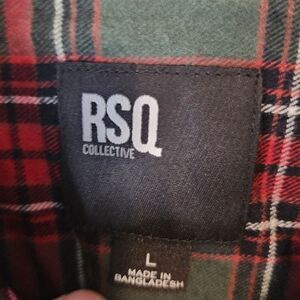 RSQ
COLLECTIVE
L
MADE IN
BANGLADESH